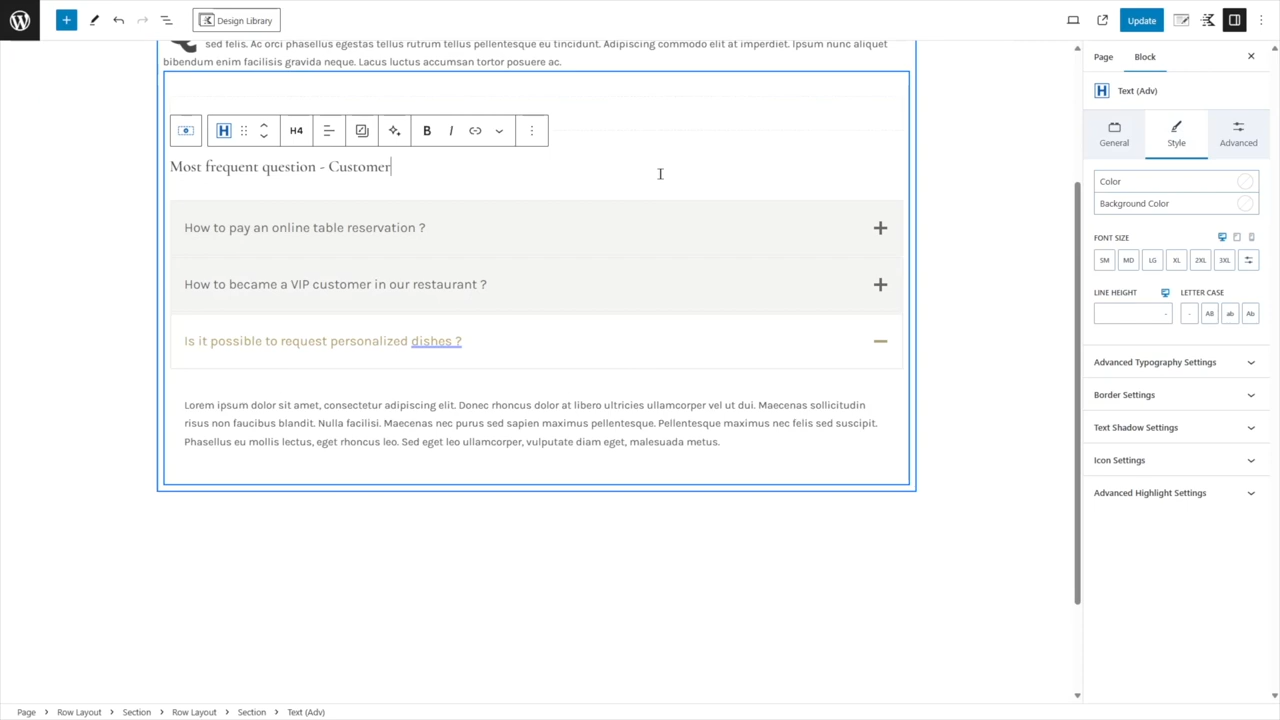 Design Library
Update
sed felis. Ac orci phasellus egestas tellus rutrum tellus pellentesque eu tincidunt. Adipiscing commodo elit at imperdiet. Ipsum nunc aliquet
bibendum enim facilisis gravida neque. Lacus luctus accumsan tortor posuere ac.
H4
B
I
Most frequent question - Customer
How to pay an online table reservation ?
How to became a VIP customer in our restaurant ?
Is it possible to request personalized dishes ?
Lorem ipsum dolor sit amet, consectetur adipiscing elit. Donec rhoncus dolor at libero ultricies ullamcorper vel ut dui. Maecenas sollicitudin
risus non faucibus blandit. Nulla facilisi. Maecenas nec purus sed sapien maximus pellentesque. Pellentesque maximus nec felis sed suscipit.
Phasellus eu mollis lectus, eget rhoncus leo. Sed eget leo ullamcorper, vulputate diam eget, malesuada metus.
Page
Block
H Text (Adv)
General
Style
Advanced
Color
Background Color
FONT SIZE
SM MD LG XL 2XL 3XL
LINE HEIGHT
LETTER CASE
- - AB ab Ab
Advanced Typography Settings
Border Settings
Text Shadow Settings
Icon Settings
Advanced Highlight Settings
Page > Row Layout > Section > Row Layout > Section > Text (Adv)